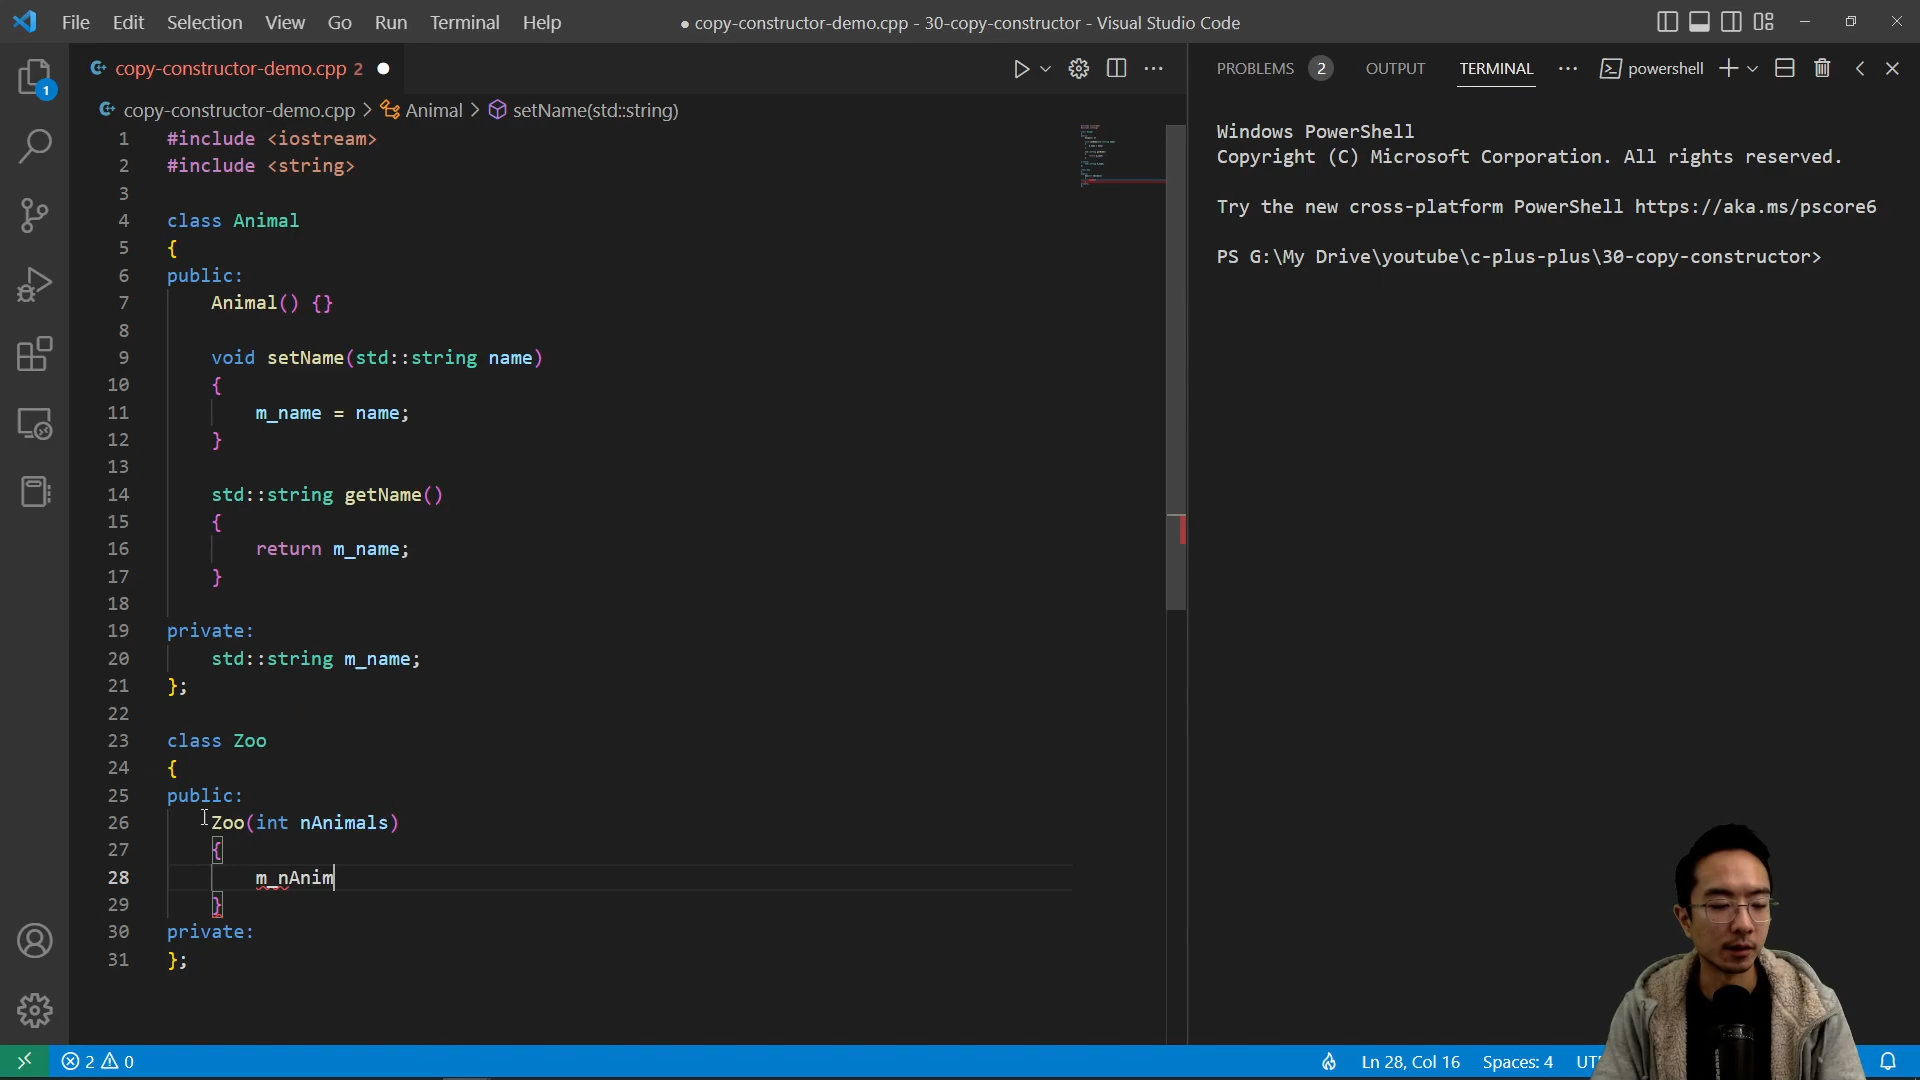 File Edit Selection View Go Run Terminal Help
● copy-constructor-demo.cpp - 30-copy-constructor - Visual Studio Code
copy-constructor-demo.cpp 2 ●
copy-constructor-demo.cpp > Animal > setName(std::string)
1 #include <iostream>
2 #include <string>
3
4 class Animal
5 {
6 public:
7     Animal() {}
8
9     void setName(std::string name)
10     {
11         m_name = name;
12     }
13
14     std::string getName()
15     {
16         return m_name;
17     }
18
19 private:
20     std::string m_name;
21 };
22
23 class Zoo
24 {
25 public:
26     Zoo(int nAnimals)
27     {
28         m_nAnim
29     }
30 private:
31 };
PROBLEMS 2 OUTPUT TERMINAL ··· powershell
Windows PowerShell
Copyright (C) Microsoft Corporation. All rights reserved.
Try the new cross-platform PowerShell https://aka.ms/pscore6
PS G:\My Drive\youtube\c-plus-plus\30-copy-constructor>
1
2 0
Ln 28, Col 16 Spaces: 4